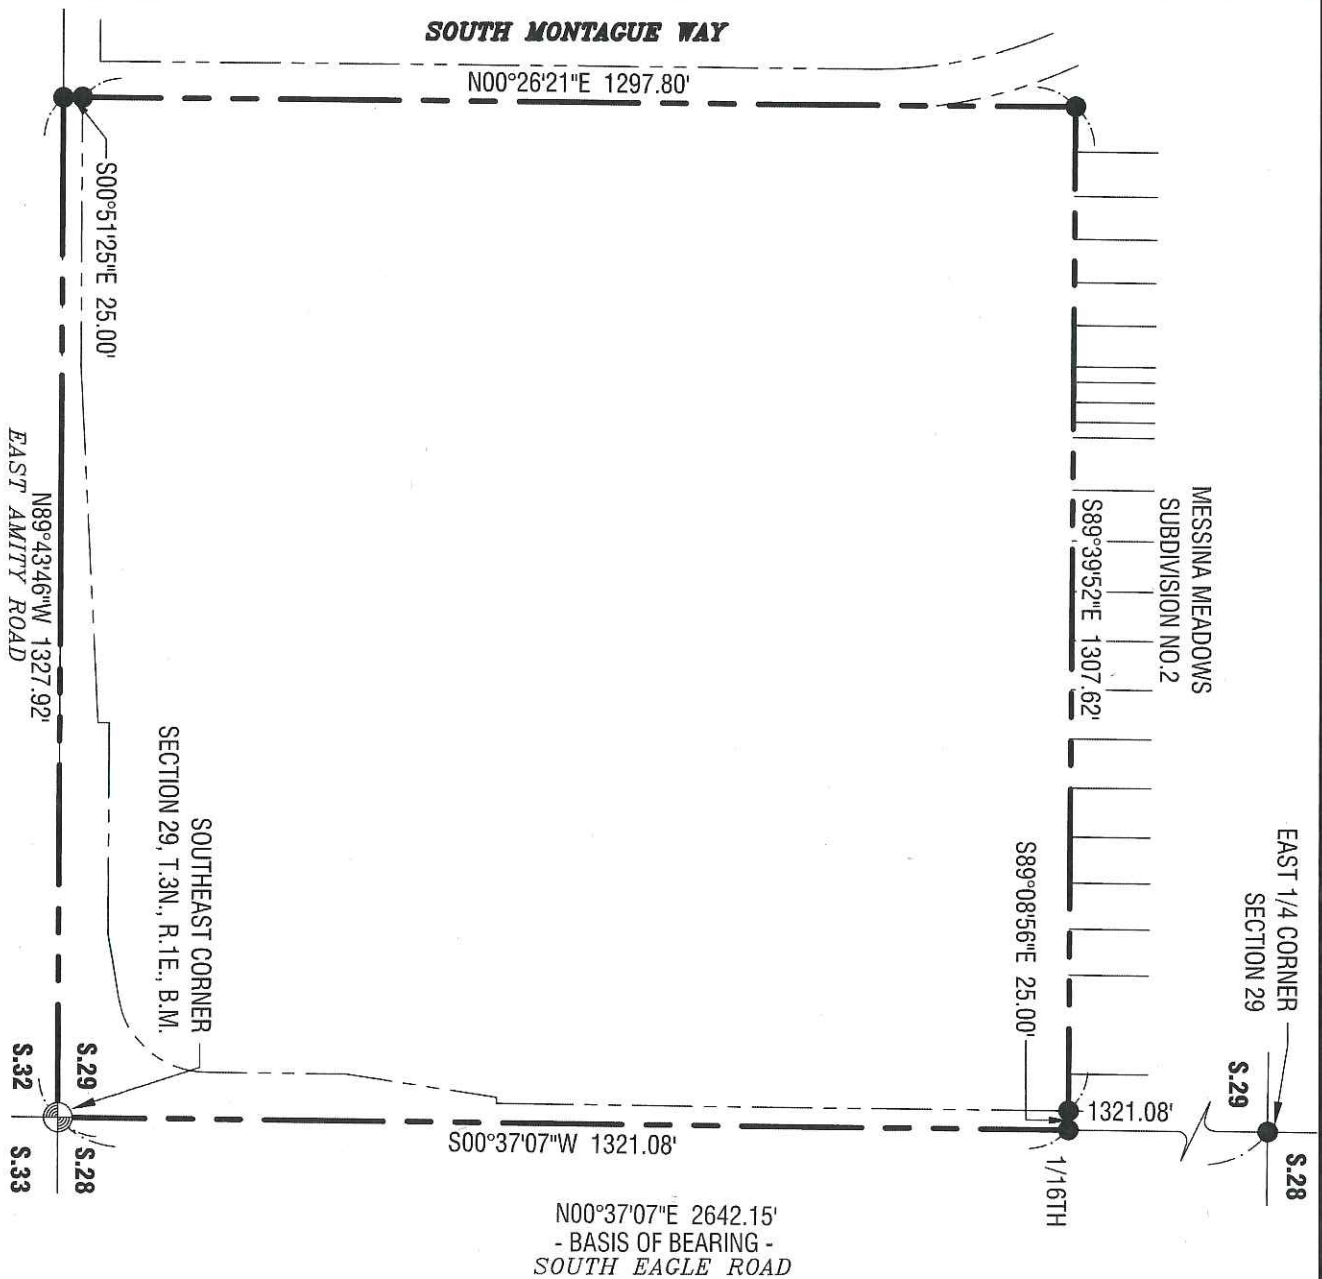 SOUTH MONTAGUE WAY
N00°26'21"E 1297.80'
S00°51'25"E 25.00'
MESSINA MEADOWS
SUBDIVISION NO.2
S89°39'52"E 1307.62'
N89°43'46"W 1327.92'
EAST AMITY ROAD
SOUTHEAST CORNER
SECTION 29, T.3N., R.1E., B.M.
S89°08'56"E 25.00'
EAST 1/4 CORNER
SECTION 29
S.29
S.28
S.29
S.32
S.28
S.33
1321.08'
1/16TH
S00°37'07"W 1321.08'
N00°37'07"E 2642.15'
- BASIS OF BEARING -
SOUTH EAGLE ROAD